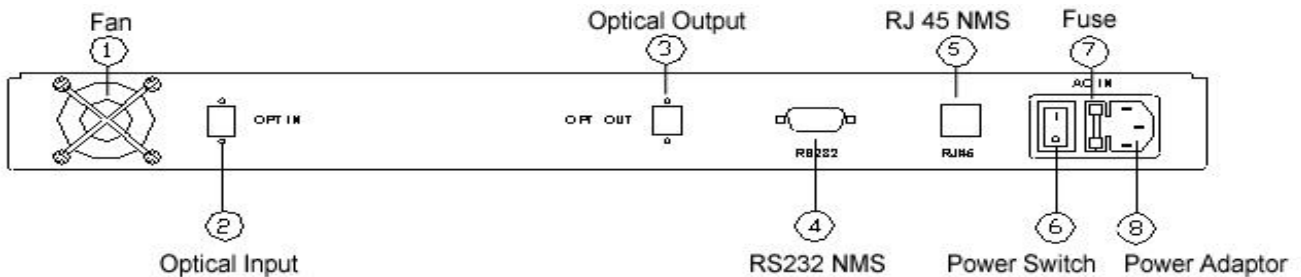 Fan
Optical Output
RJ 45 NMS
Fuse
1
3
5
7
AC IN
OPT IN
OPT OUT
RS232
RJ45
2
4
6
8
Optical Input
RS232 NMS
Power Switch
Power Adaptor